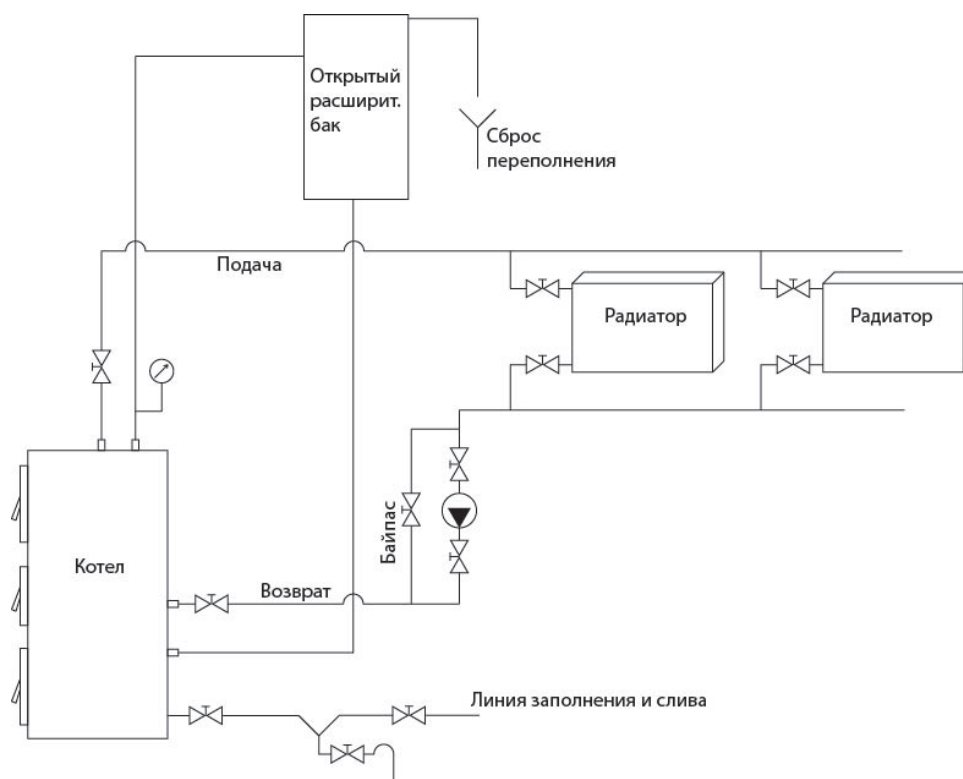 Открытый
расширит.
бак
Сброс
переполнения
Подача
Радиатор
Радиатор
Байпас
Котел
Возврат
Линия заполнения и слива